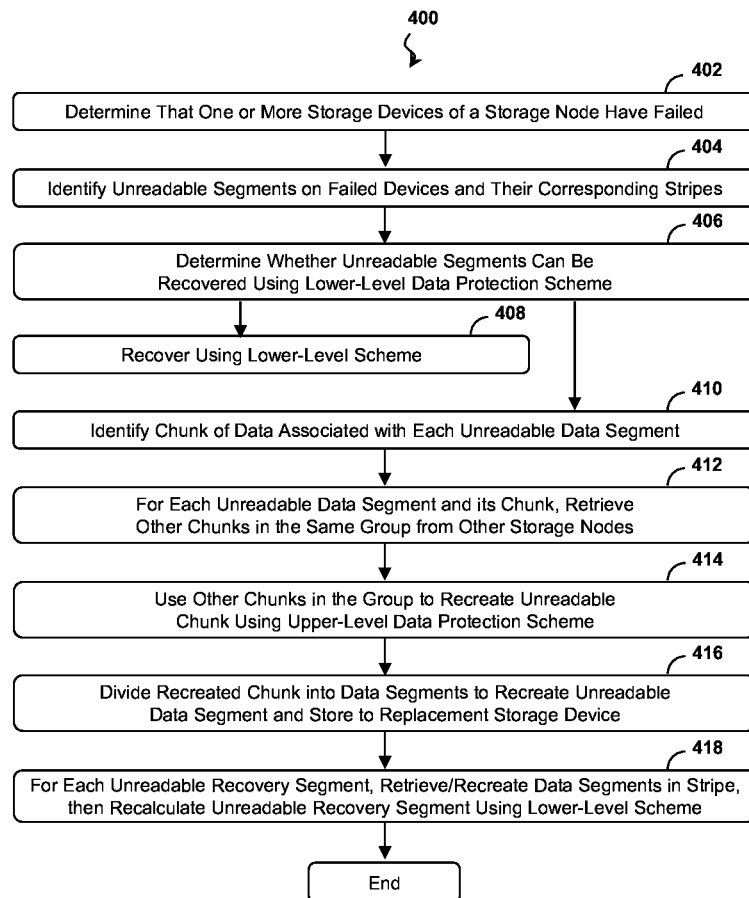 400
402
Determine That One or More Storage Devices of a Storage Node Have Failed
404
Identify Unreadable Segments on Failed Devices and Their Corresponding Stripes
406
Determine Whether Unreadable Segments Can Be
Recovered Using Lower-Level Data Protection Scheme
408
Recover Using Lower-Level Scheme
410
Identify Chunk of Data Associated with Each Unreadable Data Segment
412
For Each Unreadable Data Segment and its Chunk, Retrieve
Other Chunks in the Same Group from Other Storage Nodes
414
Use Other Chunks in the Group to Recreate Unreadable
Chunk Using Upper-Level Data Protection Scheme
416
Divide Recreated Chunk into Data Segments to Recreate Unreadable
Data Segment and Store to Replacement Storage Device
418
For Each Unreadable Recovery Segment, Retrieve/Recreate Data Segments in Stripe,
then Recalculate Unreadable Recovery Segment Using Lower-Level Scheme
End